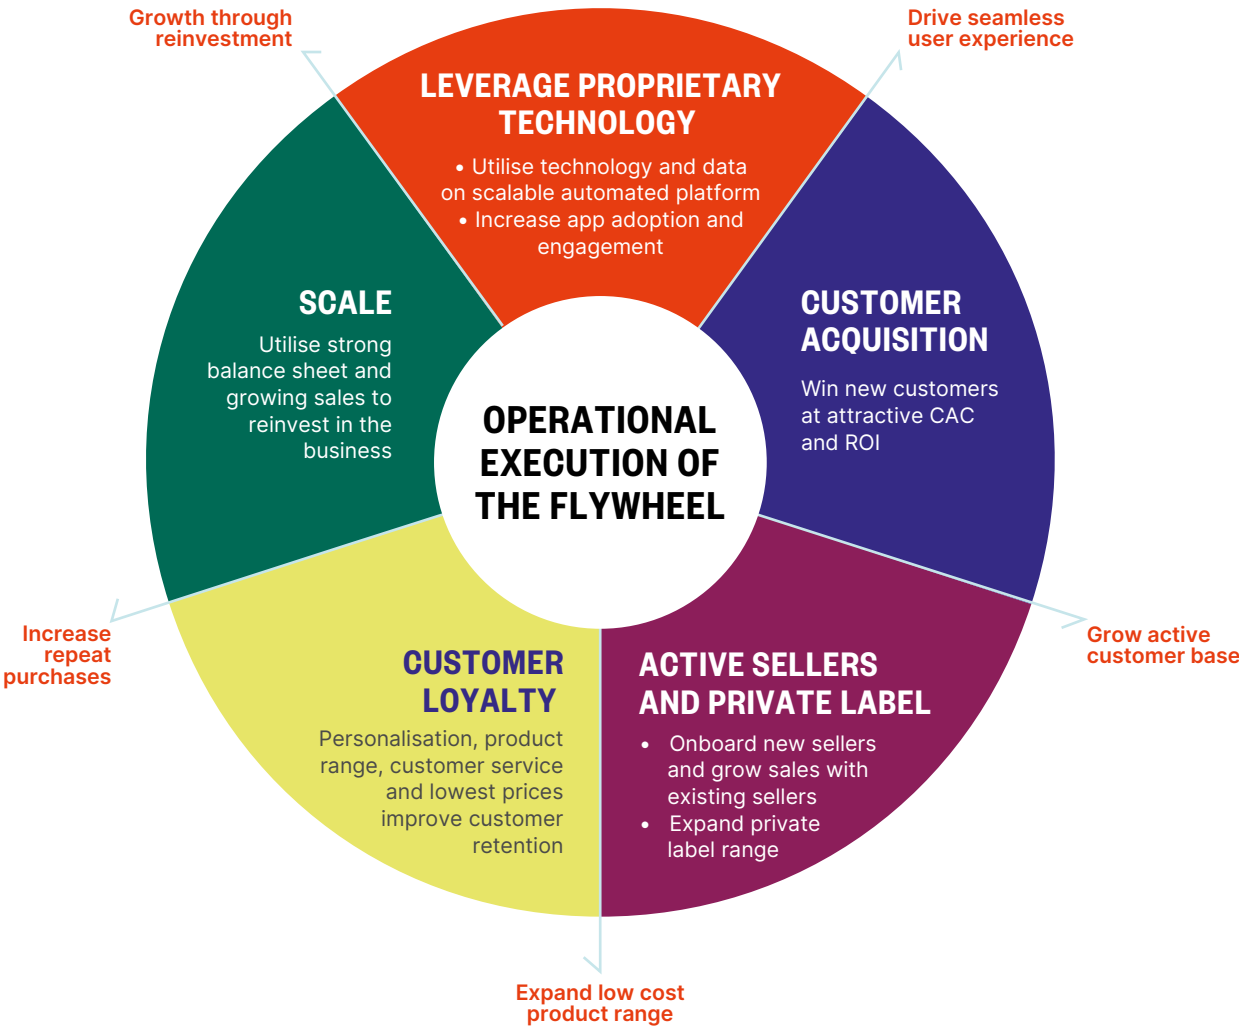 Growth through
reinvestment
Drive seamless
user experience
LEVERAGE PROPRIETARY
TECHNOLOGY
• Utilise technology and data
on scalable automated platform
• Increase app adoption and
engagement
SCALE
Utilise strong
balance sheet and
growing sales to
reinvest in the
business
CUSTOMER
ACQUISITION
Win new customers
at attractive CAC
and ROI
OPERATIONAL
EXECUTION OF
THE FLYWHEEL
Increase
repeat
purchases
Grow active
customer base
CUSTOMER
LOYALTY
Personalisation, product
range, customer service
and lowest prices
improve customer
retention
ACTIVE SELLERS
AND PRIVATE LABEL
• Onboard new sellers
and grow sales with
existing sellers
• Expand private
label range
Expand low cost
product range